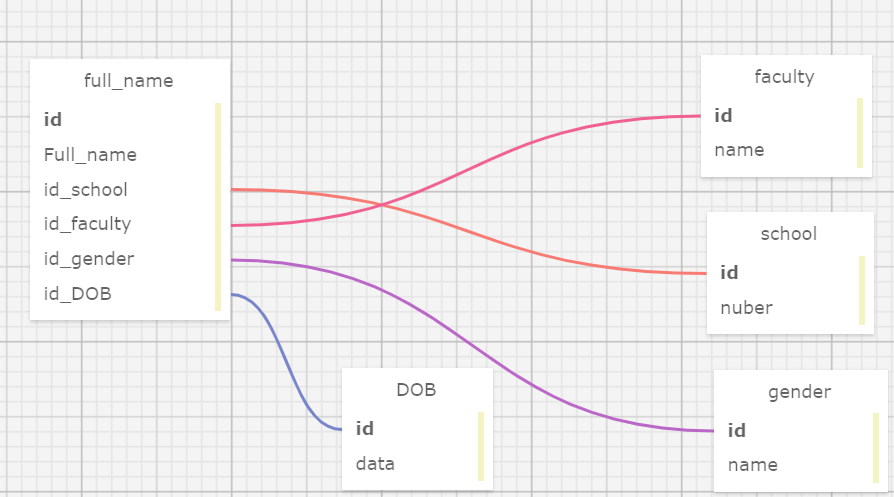 full_name
id
Full_name
id_school
id_faculty
id_gender
id_DOB
faculty
id
name
school
id
nuber
DOB
id
data
gender
id
name